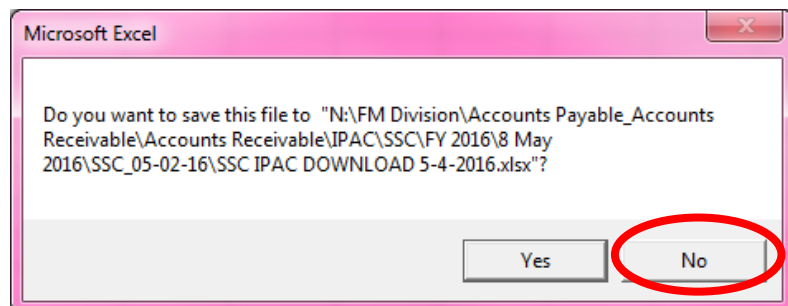 Microsoft Excel
Do you want to save this file to "N:\FM Division\Accounts Payable_Accounts
Receivable\Accounts Receivable\IPAC\SSC\FY 2016\8 May
2016\SSC_05-02-16\SSC IPAC DOWNLOAD 5-4-2016.xlsx"?
Yes
No